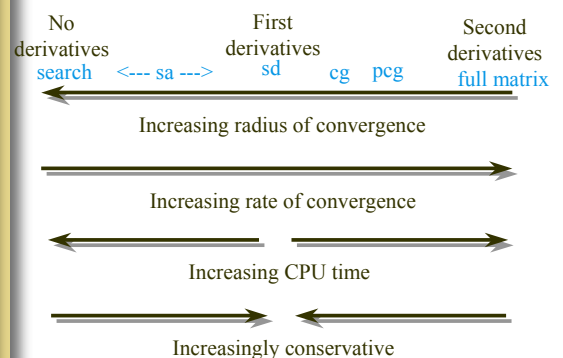 No derivatives
First derivatives
Second derivatives
search <--- sa ---> sd cg pcg full matrix
Increasing radius of convergence
Increasing rate of convergence
Increasing CPU time
Increasingly conservative